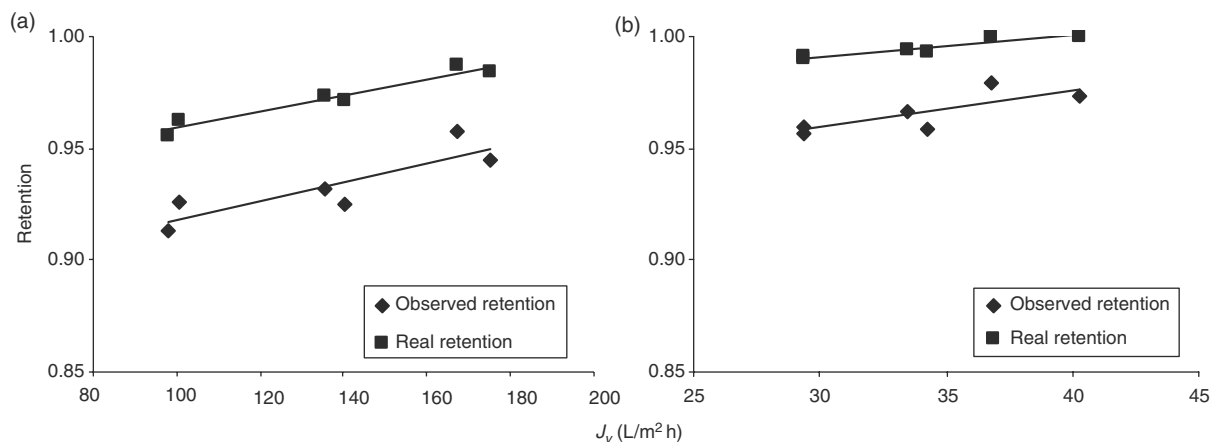 (a)
1.00
0.95
0.90
0.85
Retention
80
100
120
140
160
180
200
Observed retention
Real retention
(b)
1.00
0.95
0.90
0.85
25
30
35
40
45
Observed retention
Real retention
Jv (L/m² h)